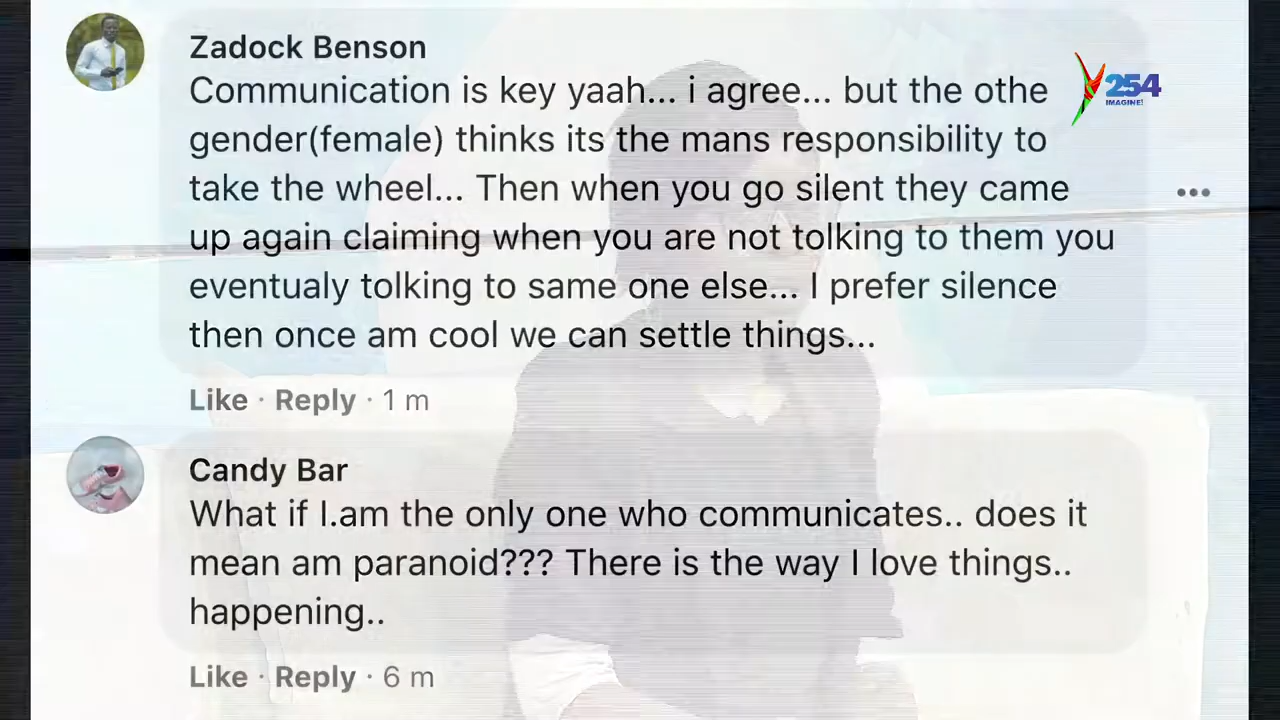 Zadock Benson
Communication is key yaah... i agree... but the othe
gender(female) thinks its the mans responsibility to
take the wheel... Then when you go silent they came
up again claiming when you are not tolking to them you
eventualy tolking to same one else... I prefer silence
then once am cool we can settle things...
Like · Reply · 1 m
Candy Bar
What if I.am the only one who communicates.. does it
mean am paranoid??? There is the way I love things..
happening..
Like · Reply · 6 m
Y254
IMAGINE!